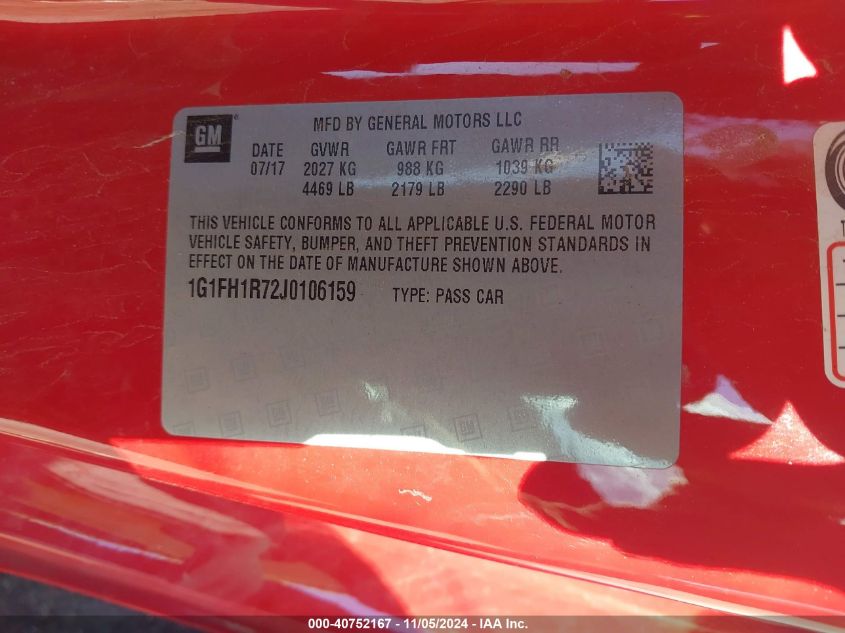 GM
MFD BY GENERAL MOTORS LLC
DATE GVWR GAWR FRT GAWR RR
07/17 2027 KG 988 KG 1039 KG
4469 LB 2179 LB 2290 LB
THIS VEHICLE CONFORMS TO ALL APPLICABLE U.S. FEDERAL MOTOR
VEHICLE SAFETY, BUMPER, AND THEFT PREVENTION STANDARDS IN
EFFECT ON THE DATE OF MANUFACTURE SHOWN ABOVE.
1G1FH1R72J0106159 TYPE: PASS CAR
000-40752167 - 11/05/2024 - IAA Inc.